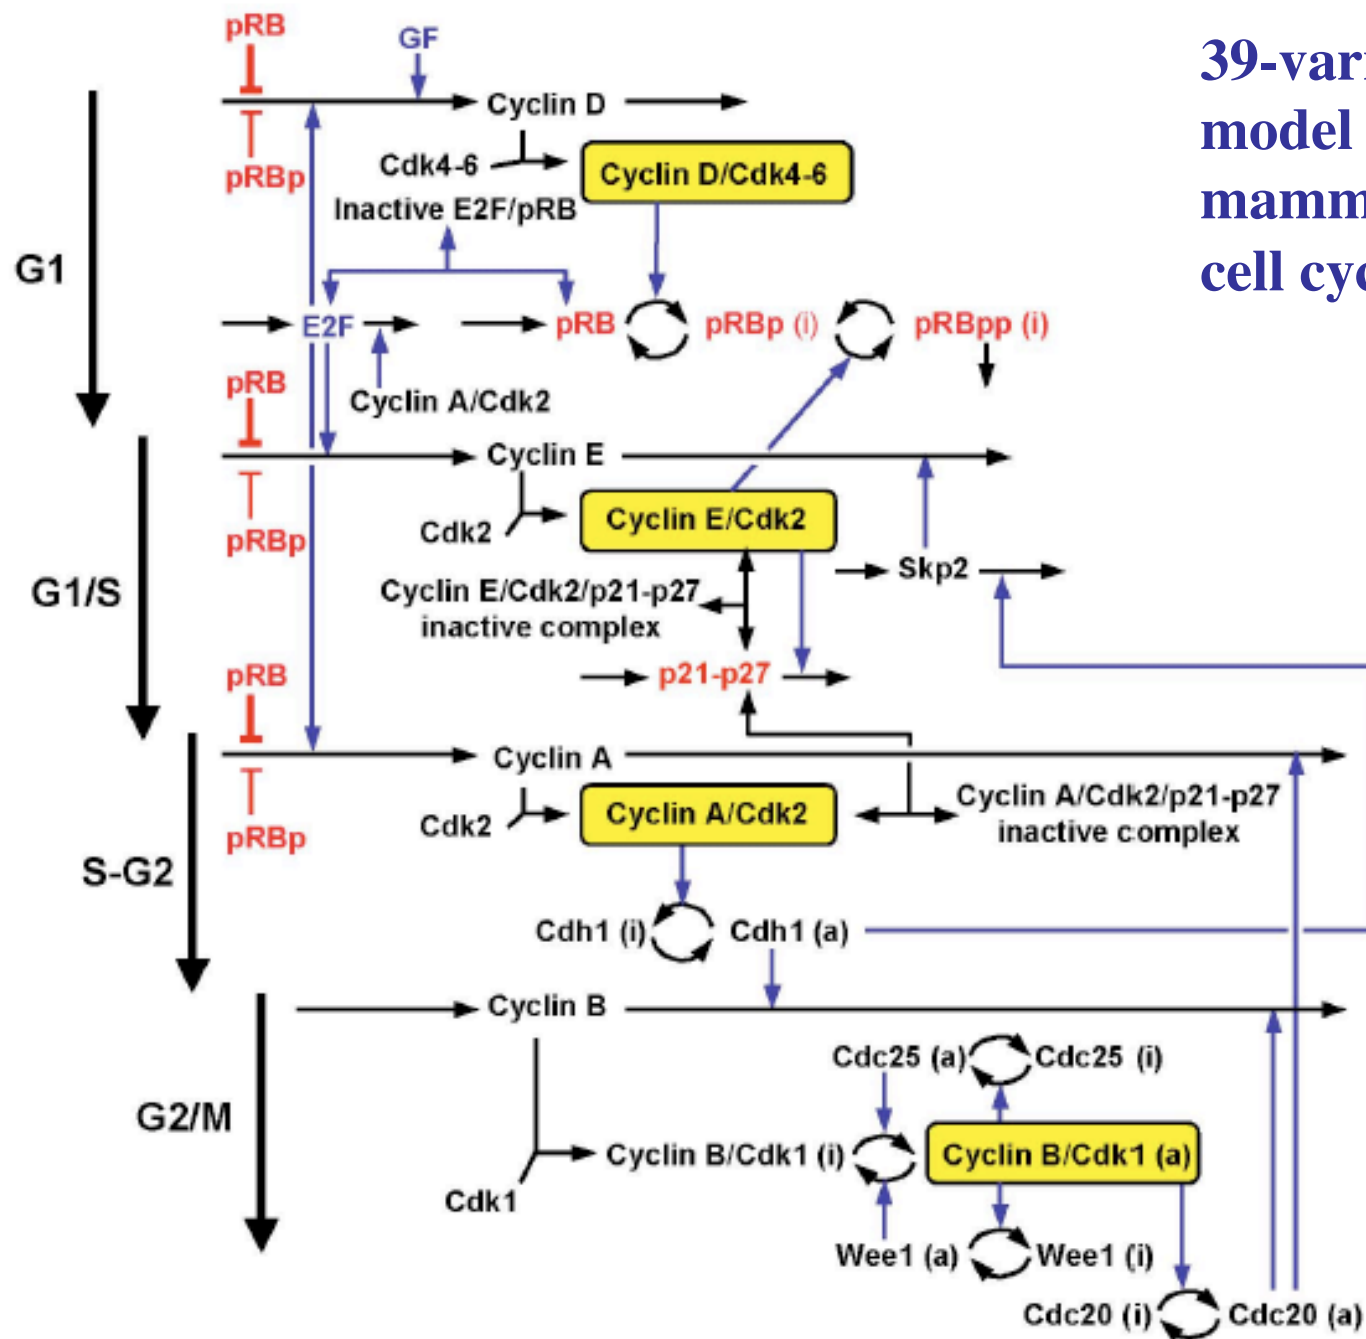 pRB
GF
39-vari
model
mamm
cell cyc
Cyclin D
Cdk4-6
Cyclin D/Cdk4-6
pRBp
Inactive E2F/pRB
G1
E2F
pRB
pRBp (i)
pRBpp (i)
pRB
Cyclin A/Cdk2
Cyclin E
Cdk2
Cyclin E/Cdk2
pRBp
Skp2
G1/S
Cyclin E/Cdk2/p21-p27
inactive complex
pRB
p21-p27
Cyclin A
Cdk2
Cyclin A/Cdk2
Cyclin A/Cdk2/p21-p27
inactive complex
pRBp
S-G2
Cdh1 (i)
Cdh1 (a)
Cyclin B
Cdc25 (a)
Cdc25 (i)
G2/M
Cyclin B/Cdk1 (i)
Cyclin B/Cdk1 (a)
Cdk1
Wee1 (a)
Wee1 (i)
Cdc20 (i)
Cdc20 (a)